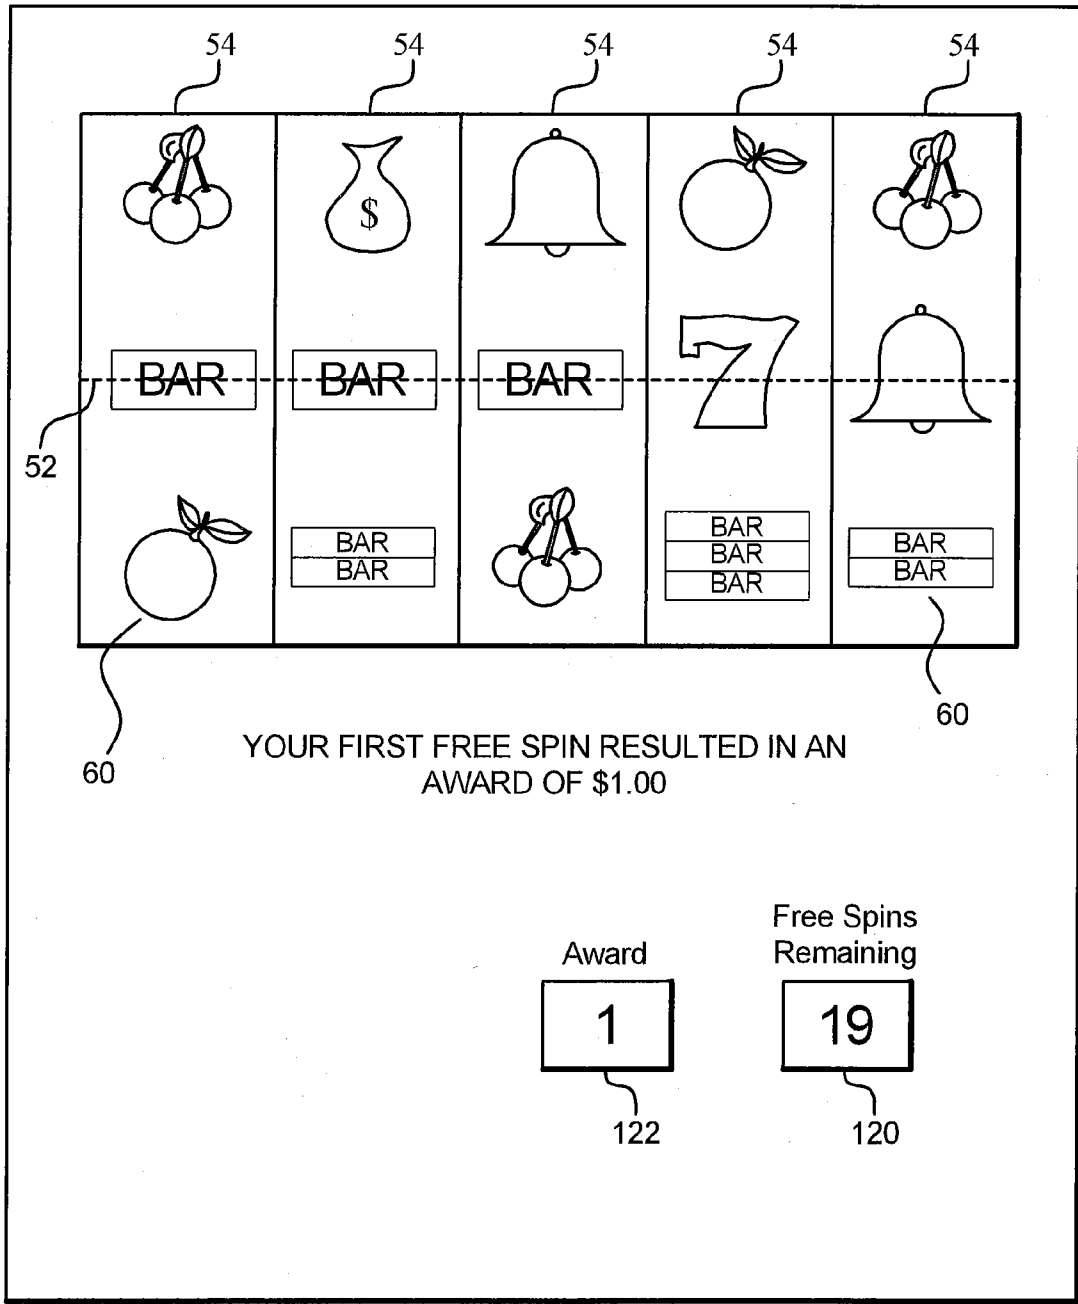 54 54 54 54 54
$
BAR BAR BAR 7
52
BAR BAR BAR
BAR BAR BAR
BAR
60 60
YOUR FIRST FREE SPIN RESULTED IN AN
AWARD OF $1.00
Award
Free Spins
Remaining
1 19
122 120